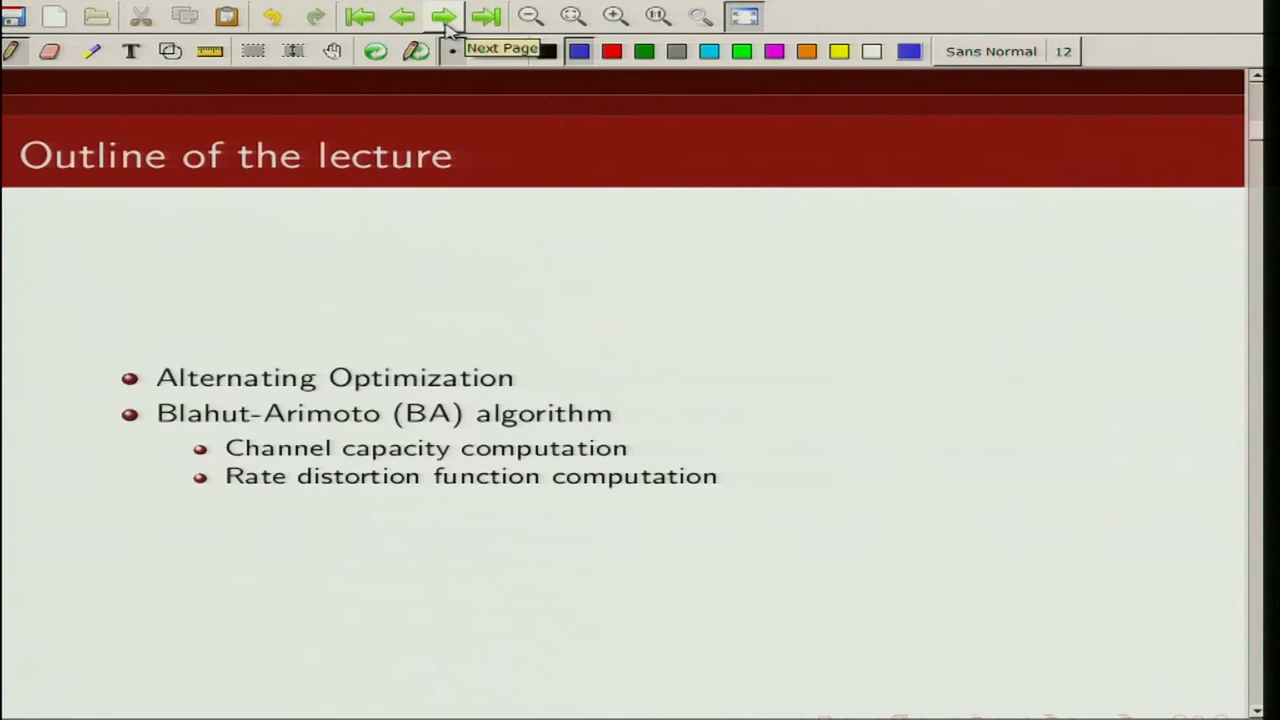 Next Page
Sans Normal 12
Outline of the lecture
Alternating Optimization
Blahut-Arimoto (BA) algorithm
Channel capacity computation
Rate distortion function computation